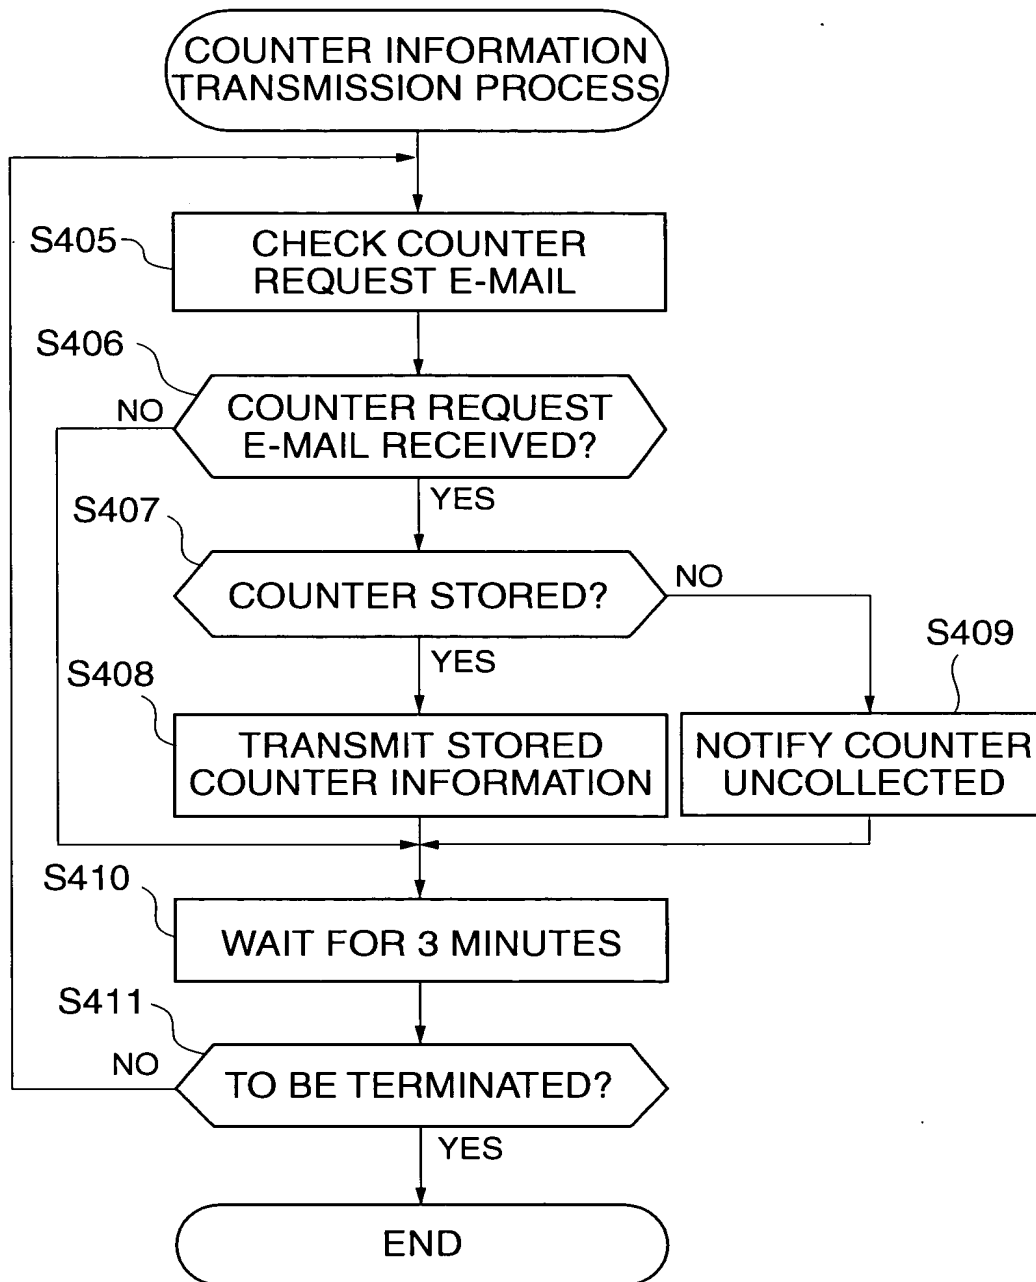 COUNTER INFORMATION
TRANSMISSION PROCESS
S405
CHECK COUNTER
REQUEST E-MAIL
S406
NO
COUNTER REQUEST
E-MAIL RECEIVED?
YES
S407
COUNTER STORED?
NO
YES
S408
S409
TRANSMIT STORED
COUNTER INFORMATION
NOTIFY COUNTER
UNCOLLECTED
S410
WAIT FOR 3 MINUTES
S411
NO
TO BE TERMINATED?
YES
END